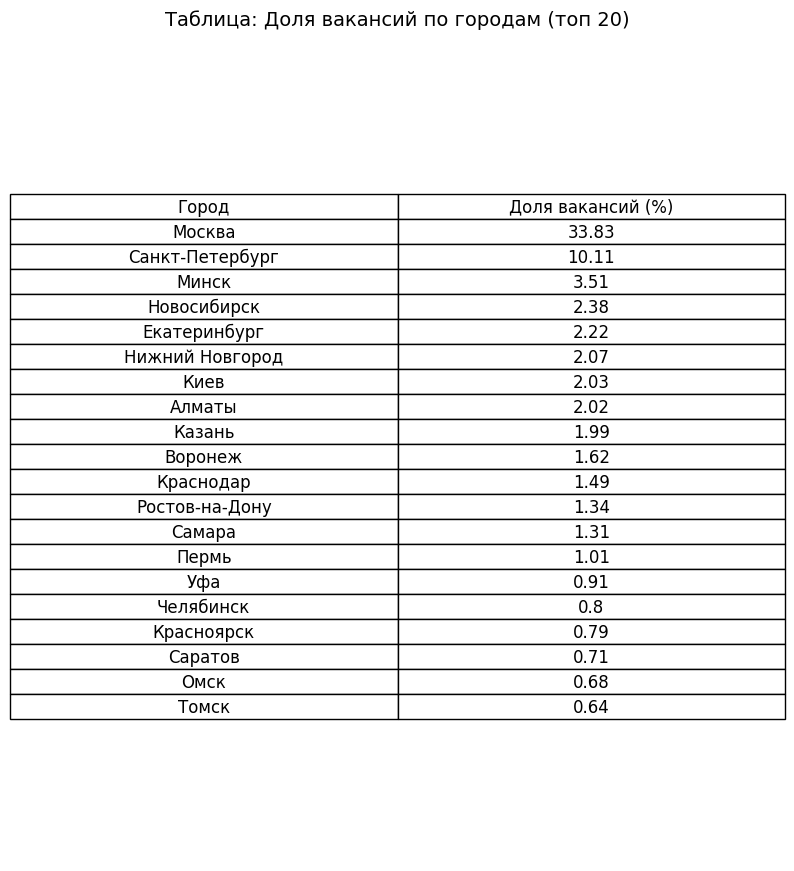 Таблица: Доля вакансий по городам (топ 20)
Город Доля вакансий (%)
Москва 33.83
Санкт-Петербург 10.11
Минск 3.51
Новосибирск 2.38
Екатеринбург 2.22
Нижний Новгород 2.07
Киев 2.03
Алматы 2.02
Казань 1.99
Воронеж 1.62
Краснодар 1.49
Ростов-на-Дону 1.34
Самара 1.31
Пермь 1.01
Уфа 0.91
Челябинск 0.8
Красноярск 0.79
Саратов 0.71
Омск 0.68
Томск 0.64